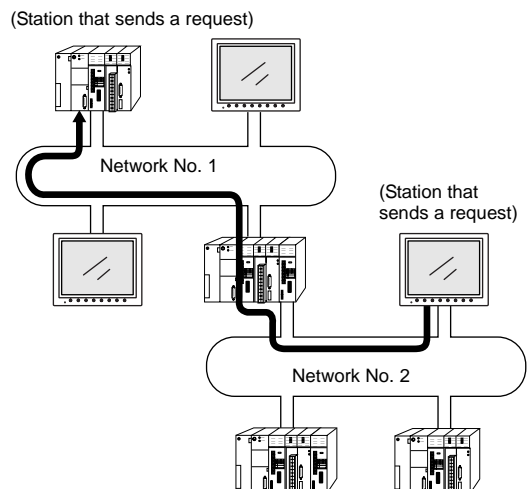 (Station that sends a request)
Network No. 1
(Station that
sends a request)
Network No. 2